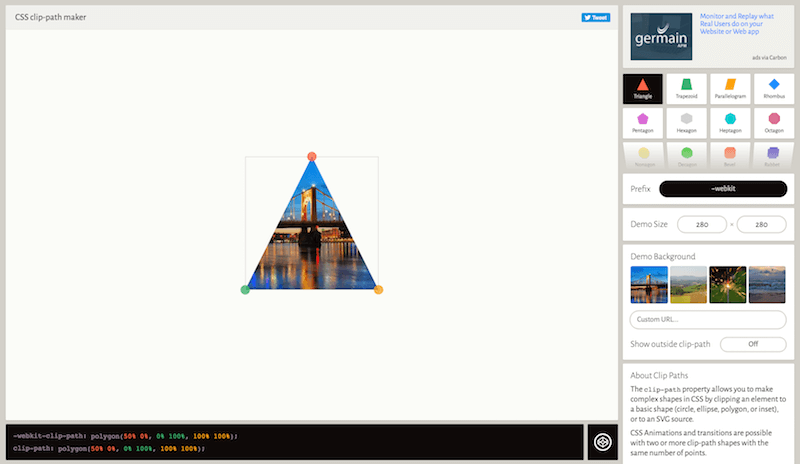 CSS clip-path maker
Tweet
germain
APM
Monitor and Replay what
Real Users do on your
Website or Web app
ads via Carbon
Triangle
Trapezoid
Parallelogram
Rhombus
Pentagon
Hexagon
Heptagon
Octagon
Nonagon
Decagon
Bevel
Rabbet
Prefix
-webkit
Demo Size
280
×
280
Demo Background
Custom URL...
Show outside clip-path
Off
About Clip Paths
The clip-path property allows you to make
complex shapes in CSS by clipping an element to
a basic shape (circle, ellipse, polygon, or inset),
or to an SVG source.
CSS Animations and transitions are possible
with two or more clip-path shapes with the
same number of points.
-webkit-clip-path: polygon(50% 0%, 0% 100%, 100% 100%);
clip-path: polygon(50% 0%, 0% 100%, 100% 100%);